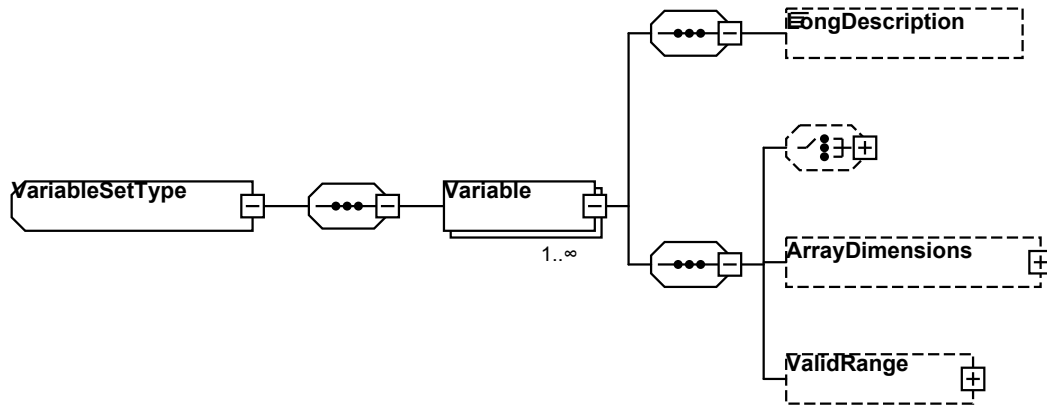 LongDescription
VariableSetType
Variable
1..∞
ArrayDimensions
ValidRange